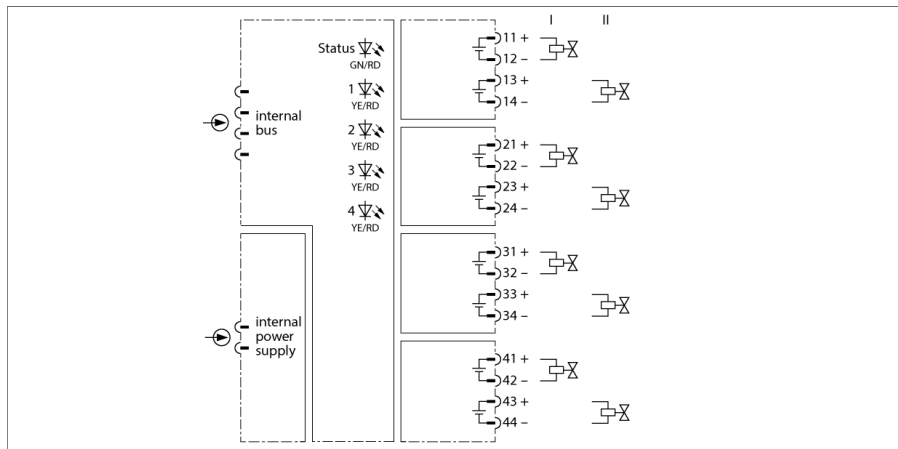 I II
Status
GN/RD
1
YE/RD
2
YE/RD
3
YE/RD
4
YE/RD
internal
bus
internal
power
supply
11 +
12 –
13 +
14 –
21 +
22 –
23 +
24 –
31 +
32 –
33 +
34 –
41 +
42 –
43 +
44 –